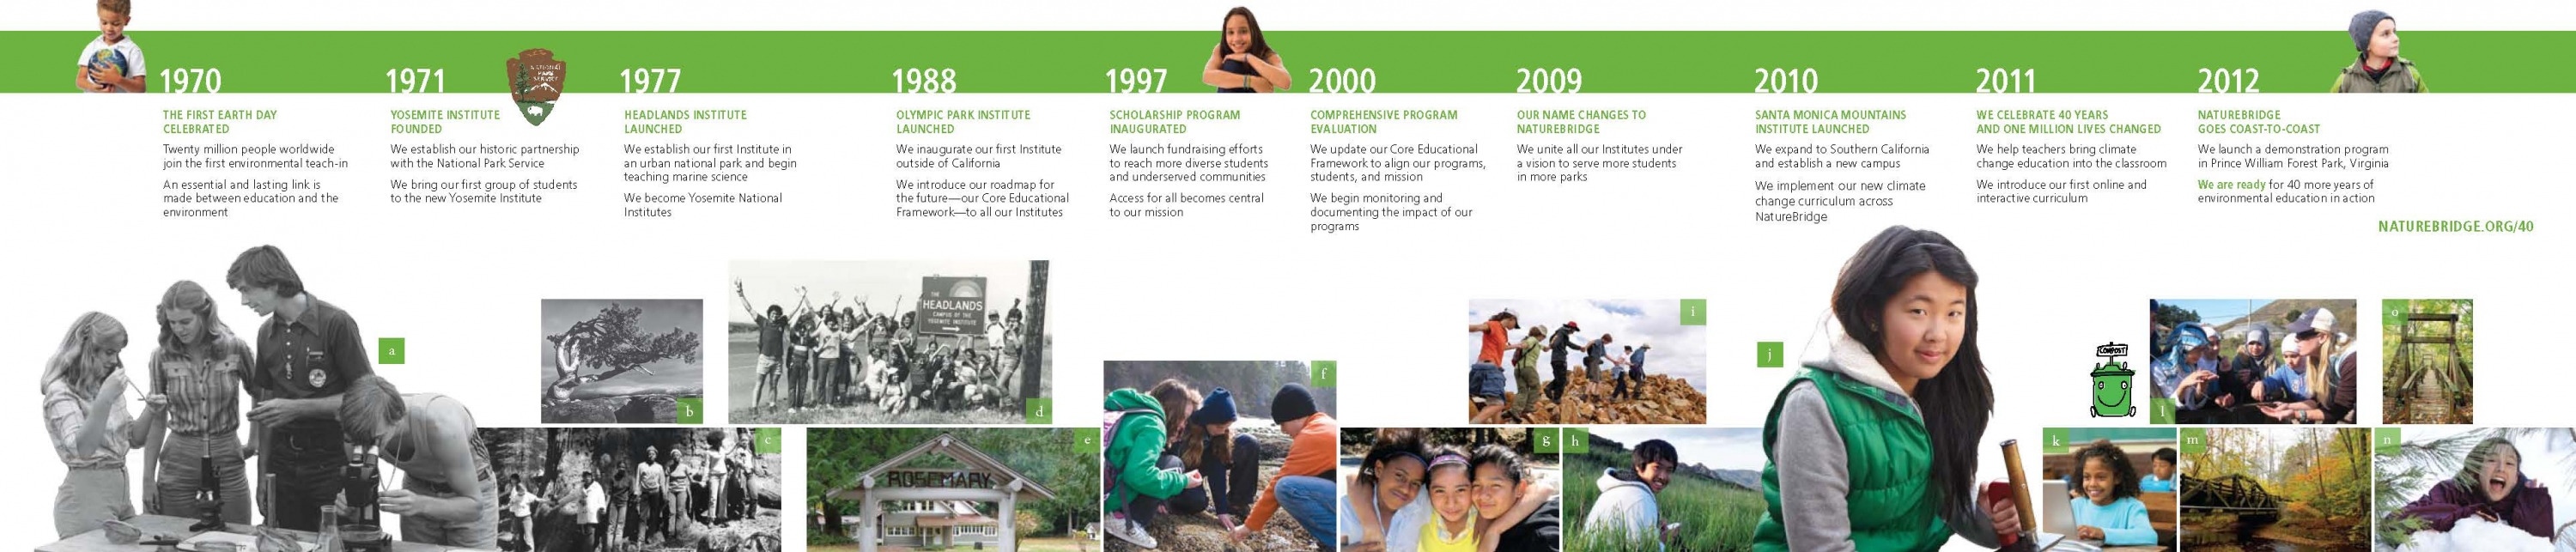 1970
THE FIRST EARTH DAY
CELEBRATED
Twenty million people worldwide
join the first environmental teach-in
An essential and lasting link is
made between education and the
environment
1971
YOSEMITE INSTITUTE
FOUNDED
We establish our historic partnership
with the National Park Service
We bring our first group of students
to the new Yosemite Institute
NATIONAL
PARK
SERVICE
1977
HEADLANDS INSTITUTE
LAUNCHED
We establish our first Institute in
an urban national park and begin
teaching marine science
We become Yosemite National
Institutes
1988
OLYMPIC PARK INSTITUTE
LAUNCHED
We inaugurate our first Institute
outside of California
We introduce our roadmap for
the future—our Core Educational
Framework—to all our Institutes
1997
SCHOLARSHIP PROGRAM
INAUGURATED
We launch fundraising efforts
to reach more diverse students
and underserved communities
Access for all becomes central
to our mission
2000
COMPREHENSIVE PROGRAM
EVALUATION
We update our Core Educational
Framework to align our programs,
students, and mission
We begin monitoring and
documenting the impact of our
programs
2009
OUR NAME CHANGES TO
NATUREBRIDGE
We unite all our Institutes under
a vision to serve more students
in more parks
2010
SANTA MONICA MOUNTAINS
INSTITUTE LAUNCHED
We expand to Southern California
and establish a new campus
We implement our new climate
change curriculum across
NatureBridge
2011
WE CELEBRATE 40 YEARS
AND ONE MILLION LIVES CHANGED
We help teachers bring climate
change education into the classroom
We introduce our first online and
interactive curriculum
2012
NATUREBRIDGE
GOES COAST-TO-COAST
We launch a demonstration program
in Prince William Forest Park, Virginia
We are ready for 40 more years of
environmental education in action
NATUREBRIDGE.ORG/40
a
b
c
THE
HEADLANDS
CAMPUS OF THE
YOSEMITE INSTITUTE
d
e
ROSEMARY
f
g
h
i
j
COMPOST
k
l
m
n
o